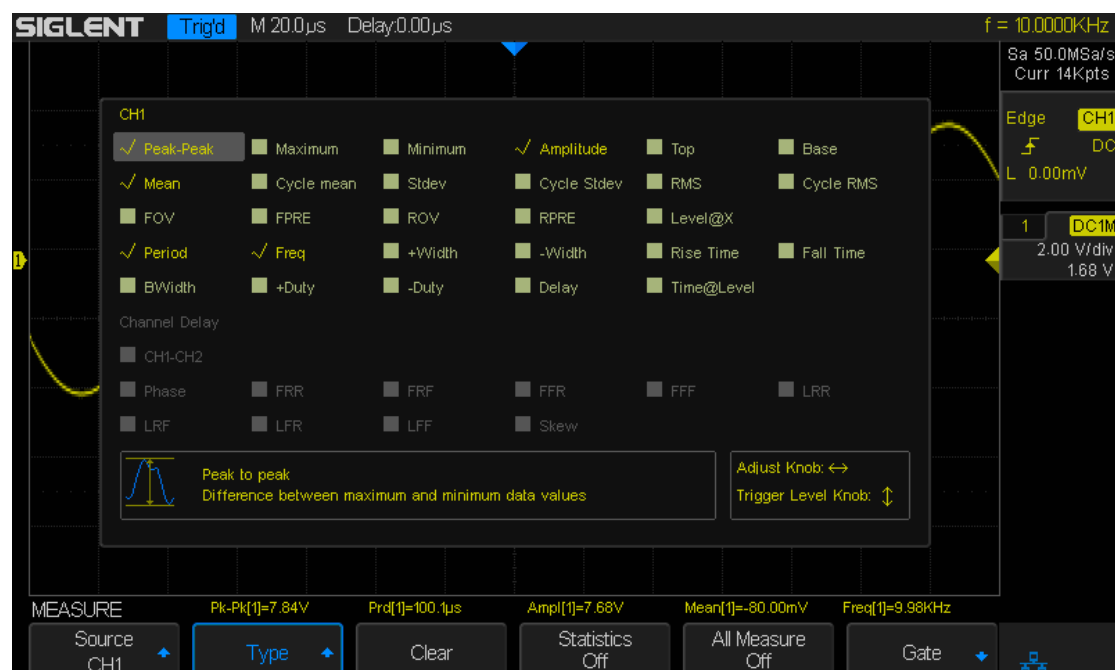 SIGLENT Trig'd M 20.0µs Delay:0.00µs f = 10.0000KHz
Sa 50.0MSa/s
Curr 14Kpts
Edge CH1
DC
L 0.00mV
1 DC1M
2.00 V/div
1.68 V
1
CH1
Peak-Peak Maximum Minimum Amplitude Top Base
Mean Cycle mean Stdev Cycle Stdev RMS Cycle RMS
FOV FPRE ROV RPRE Level@X
Period Freq +Width -Width Rise Time Fall Time
BWidth +Duty -Duty Delay Time@Level
Channel Delay
CH1-CH2
Phase FRR FRF FFR FFF LRR
LRF LFR LFF Skew
Peak to peak
Difference between maximum and minimum data values
Adjust Knob:
Trigger Level Knob:
MEASURE Pk-Pk[1]=7.84V Prd[1]=100.1µs Ampl[1]=7.68V Mean[1]=-80.00mV Freq[1]=9.98KHz
Source
CH1
Type
Clear
Statistics
Off
All Measure
Off
Gate